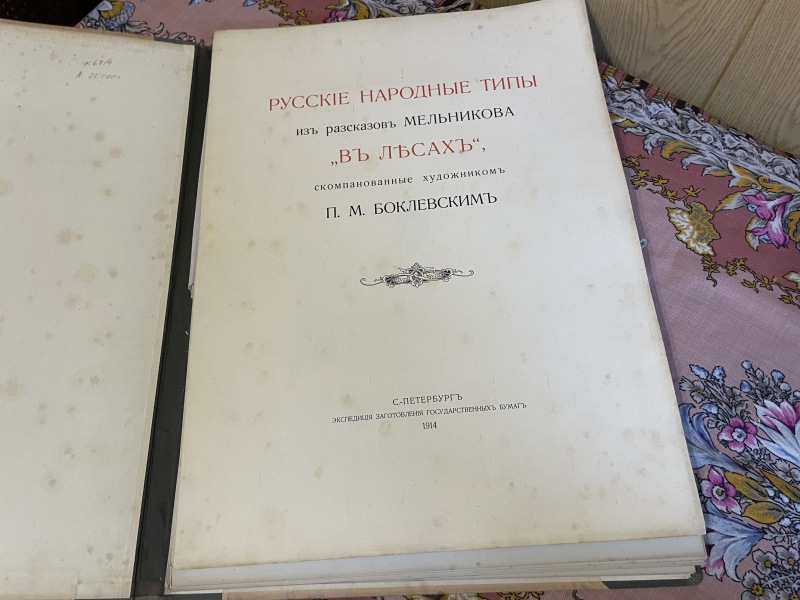 РУССКІЕ НАРОДНЫЕ ТИПЫ
изъ разсказовъ МЕЛЬНИКОВА
„ВЪ ЛѢСАХЪ“,
скомпанованные художникомъ
П. М. БОКЛЕВСКИМЪ
С.-ПЕТЕРБУРГЪ
ЭКСПЕДИЦІЯ ЗАГОТОВЛЕНІЯ ГОСУДАРСТВЕННЫХЪ БУМАГЪ
1914